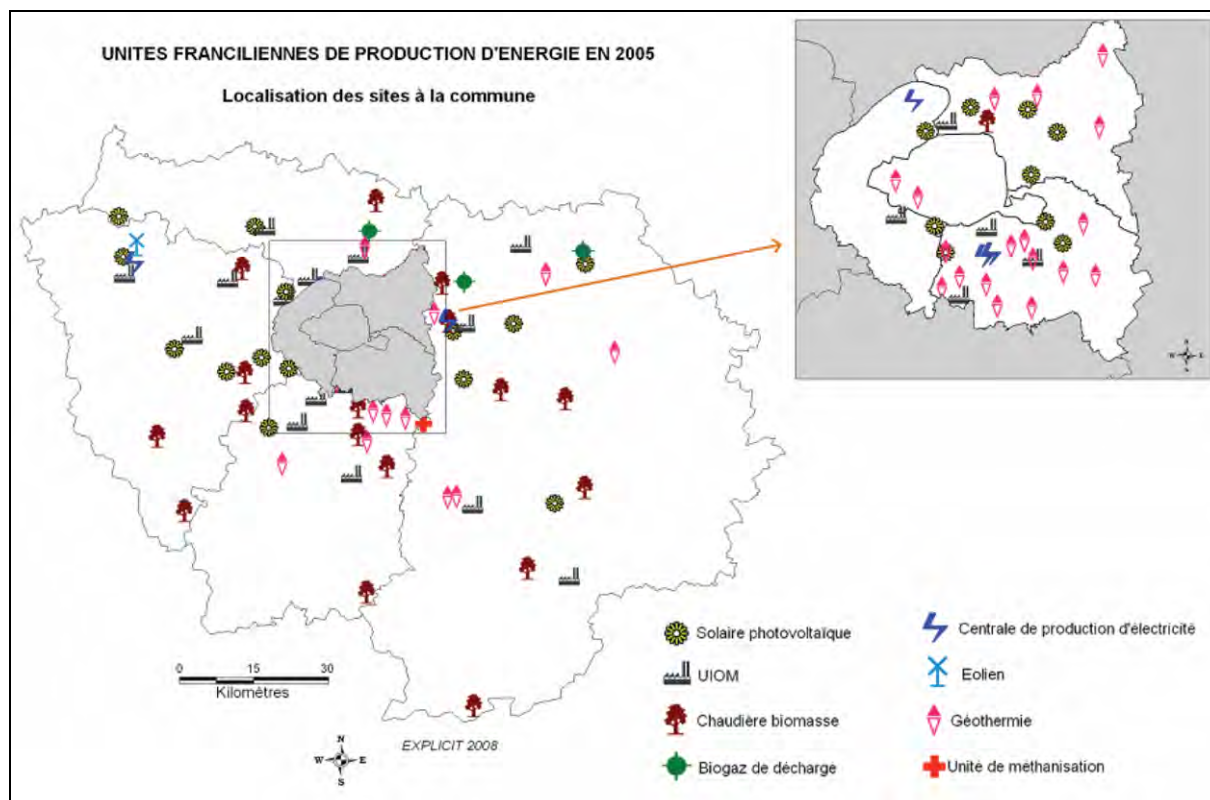 UNITES FRANCILIENNES DE PRODUCTION D'ENERGIE EN 2005
Localisation des sites à la commune
W E
S
0 15 30
Kilomètres
N
W E
S
EXPLICIT 2008
Solaire photovoltaïque
UIOM
Chaudière biomasse
Biogaz de décharge
Centrale de production d'électricité
Eolien
Géothermie
Unité de méthanisation